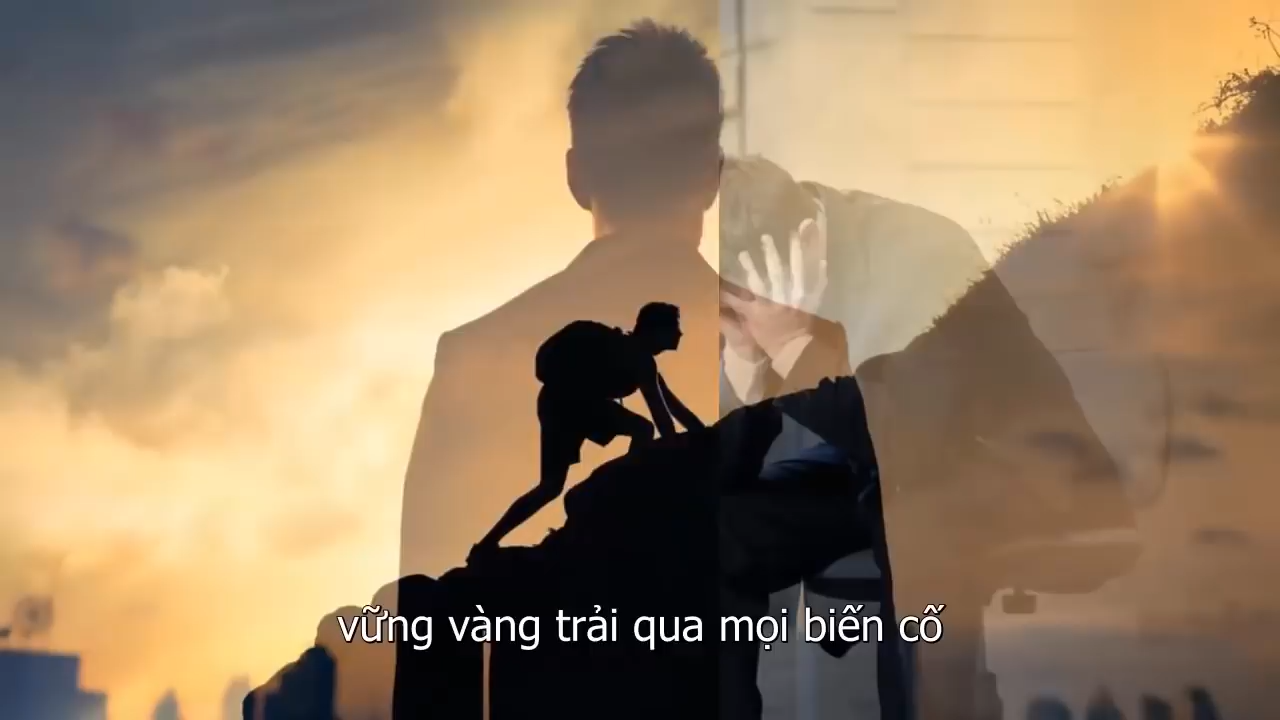 vững vàng trải qua mọi biến cố